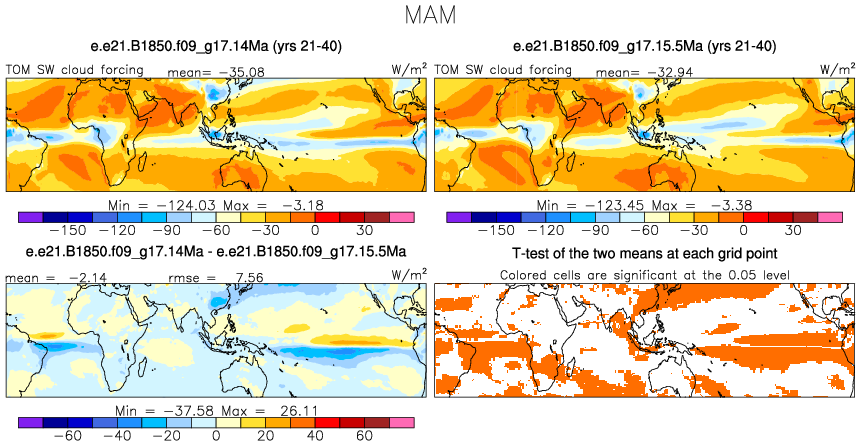 MAM
e.e21.B1850.f09_g17.14Ma (yrs 21-40)
TOM SW cloud forcing mean= -35.08 W/m²
Min = -124.03 Max = -3.18
-150 -120 -90 -60 -30 0 30
e.e21.B1850.f09_g17.15.5Ma (yrs 21-40)
TOM SW cloud forcing mean= -32.94 W/m²
Min = -123.45 Max = -3.38
-150 -120 -90 -60 -30 0 30
e.e21.B1850.f09_g17.14Ma - e.e21.B1850.f09_g17.15.5Ma
mean = -2.14 rmse = 7.56 W/m²
Min = -37.58 Max = 26.11
-60 -40 -20 0 20 40 60
T-test of the two means at each grid point
Colored cells are significant at the 0.05 level